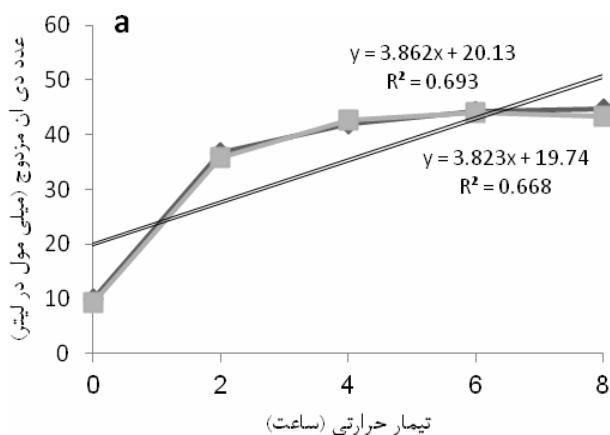 a
y = 3.862x + 20.13
R² = 0.693
y = 3.823x + 19.74
R² = 0.668
عدد دی ان مزدوج (میلی مول در لیتر)
60
50
40
30
20
10
0
0 2 4 6 8
تیمار حرارتی (ساعت)